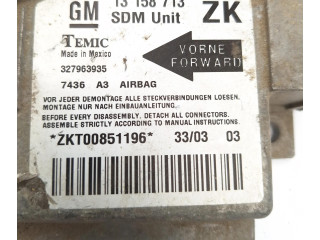 GM 13 158 713 ZK
SDM Unit
TEMIC
Made in Mexico
VORNE
FORWARD
327963935
7436 A3 AIRBAG
VOR JEDER DEMONTAGE ALLE STECKVERBINDUNGEN LOESEN.
MONTAGE NUR NACH EINBAUANLEITUNG.
BEFORE EVERY DISASSEMBLY. DETACH ALL CONNECTORS.
ASSEMBLE STRICTLY ACCORDING TO MANUAL INSTRUCTIONS.
*ZKT00851196* 33/03 03